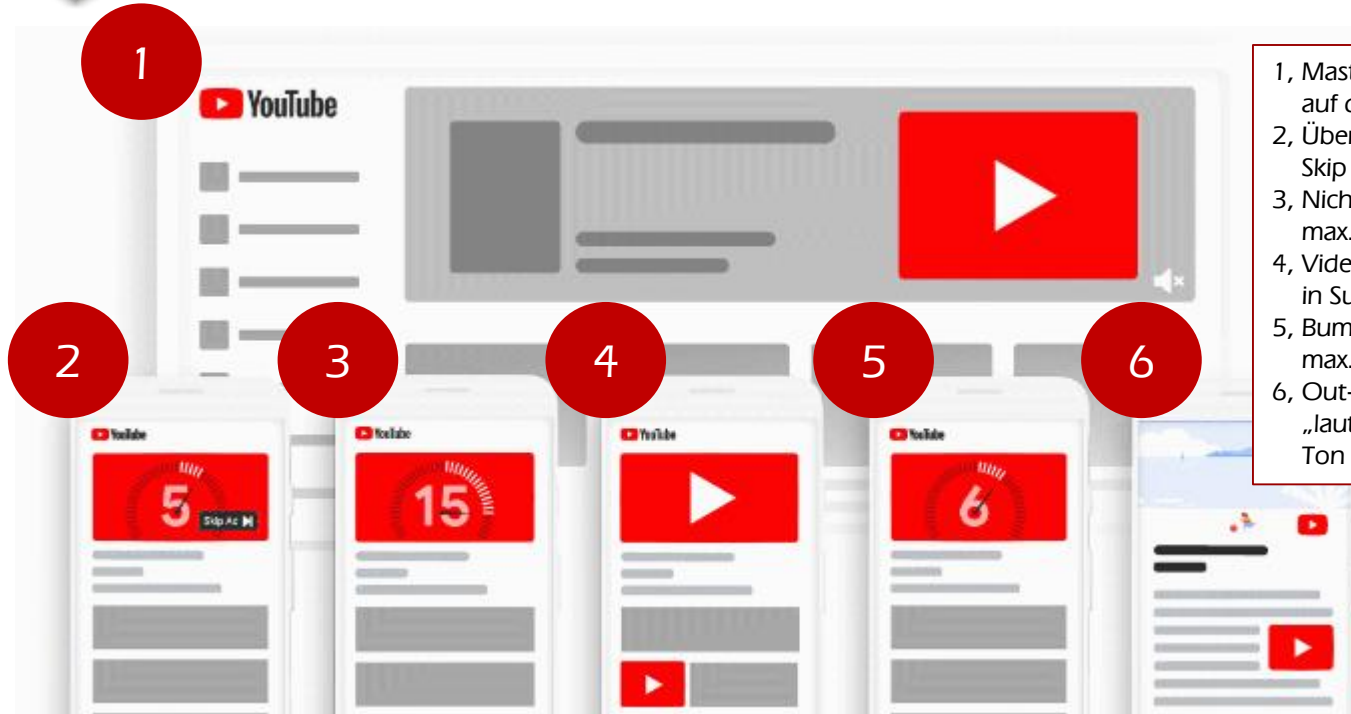 1
YouTube
1, Mast
auf d
2, Über
Skip
3, Nich
max.
4, Vide
in Su
5, Bum
max.
6, Out-
„laut
Ton
2
3
4
5
6
YouTube
YouTube
YouTube
YouTube
5
Skip Ad
15
6